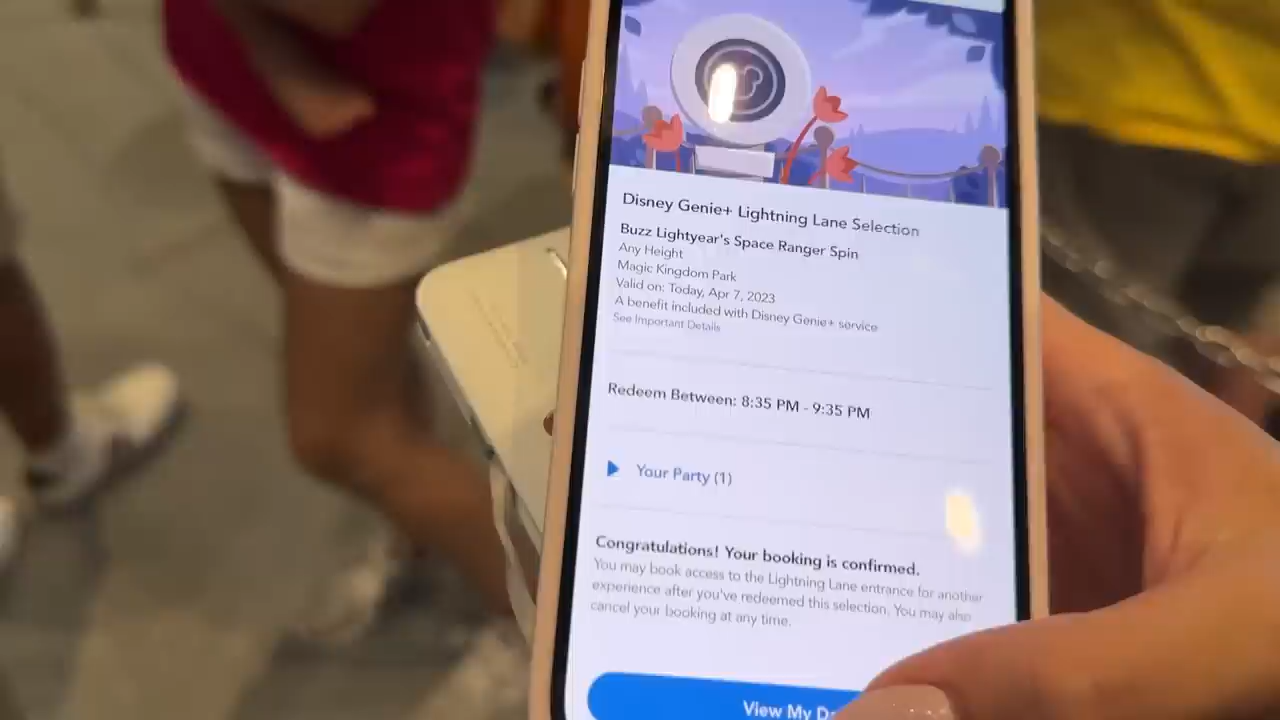 Disney Genie+ Lightning Lane Selection
Buzz Lightyear's Space Ranger Spin
Any Height
Magic Kingdom Park
Valid on: Today, Apr 7, 2023
A benefit included with Disney Genie+ service
See Important Details
Redeem Between: 8:35 PM - 9:35 PM
Your Party (1)
Congratulations! Your booking is confirmed.
You may book access to the Lightning Lane entrance for another
experience after you've redeemed this selection. You may also
cancel your booking at any time.
View My